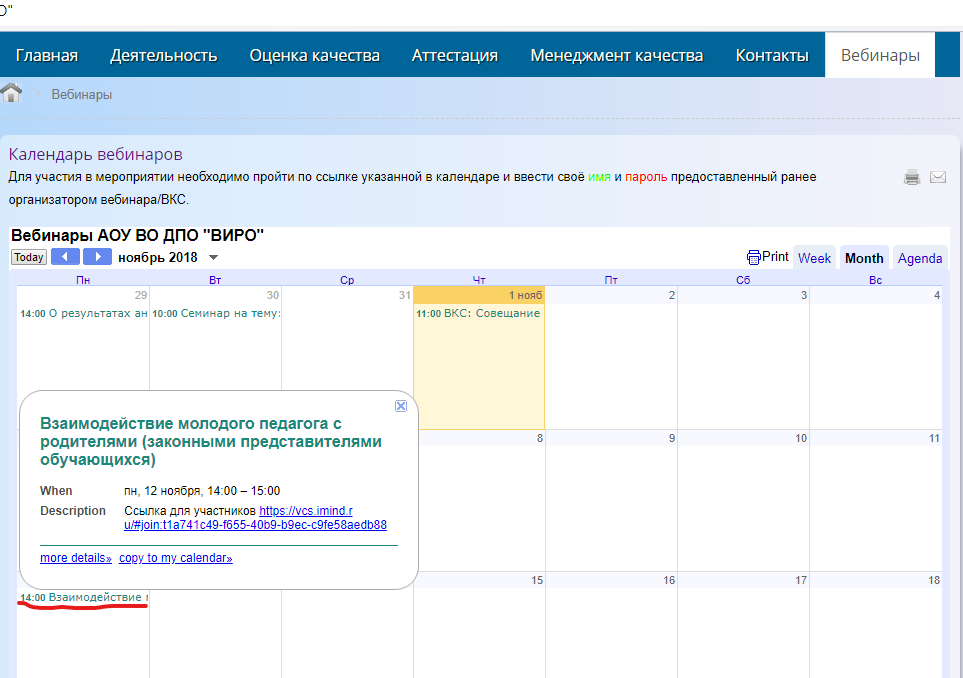 О"
Главная Деятельность Оценка качества Аттестация Менеджмент качества Контакты Вебинары
Вебинары
Календарь вебинаров
Для участия в мероприятии необходимо пройти по ссылке указанной в календаре и ввести своё имя и пароль предоставленный ранее
организатором вебинара/ВКС.
Вебинары АОУ ВО ДПО "ВИРО"
Today ноябрь 2018 Print Week Month Agenda
Пн Вт Ср Чт Пт Сб Вс
29 30 31 1 нояб 2 3 4
14:00 О результатах ан 10:00 Семинар на тему: 11:00 ВКС: Совещание
Взаимодействие молодого педагога с
родителями (законными представителями
обучающихся)
When пн, 12 ноября, 14:00 – 15:00
Description Ссылка для участников https://vcs.imind.r
u/#join:t1a741c49-f655-40b9-b9ec-c9fe58aedb88
more details» copy to my calendar»
8 9 10 11
15 16 17 18
14:00 Взаимодействие